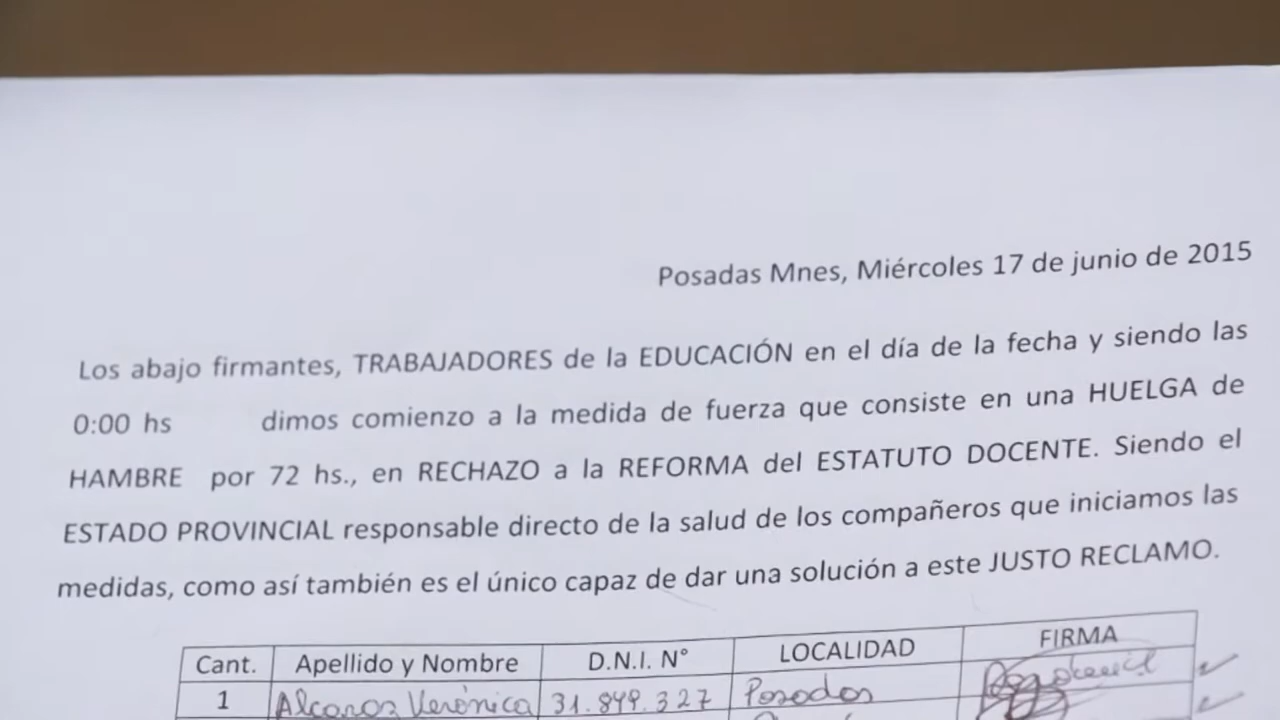 Posadas Mnes, Miércoles 17 de junio de 2015
Los abajo firmantes, TRABAJADORES de la EDUCACIÓN en el día de la fecha y siendo las
0:00 hs dimos comienzo a la medida de fuerza que consiste en una HUELGA de
HAMBRE por 72 hs., en RECHAZO a la REFORMA del ESTATUTO DOCENTE. Siendo el
ESTADO PROVINCIAL responsable directo de la salud de los compañeros que iniciamos las
medidas, como así también es el único capaz de dar una solución a este JUSTO RECLAMO.
Cant. Apellido y Nombre D.N.I. N° LOCALIDAD FIRMA
1 Alcaraz Verónica 31.849.327 Posadas